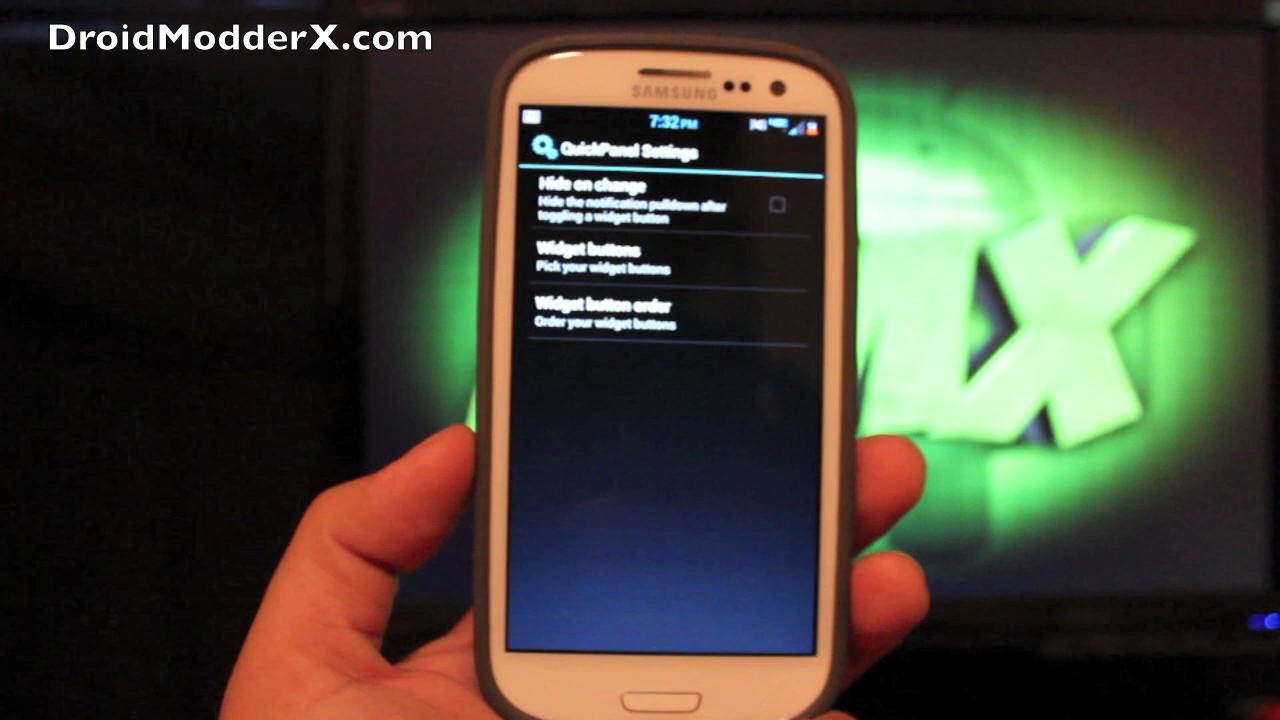 DroidModderX.com
SAMSUNG
7:32 PM
QuickPanel Settings
Hide on change
Hide the notification pulldown after
toggling a widget button
Widget buttons
Pick your widget buttons
Widget button order
Order your widget buttons
X